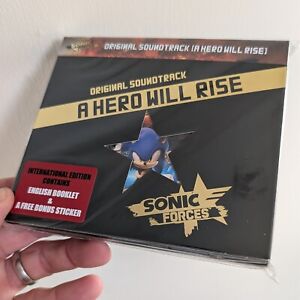 ORIGINAL SOUNDTRACK [A HERO WILL RISE]
ORIGINAL SOUNDTRACK
A HERO WILL RISE
INTERNATIONAL EDITION
CONTAINS
ENGLISH BOOKLET
&
A FREE BONUS STICKER
SONIC
FORCES